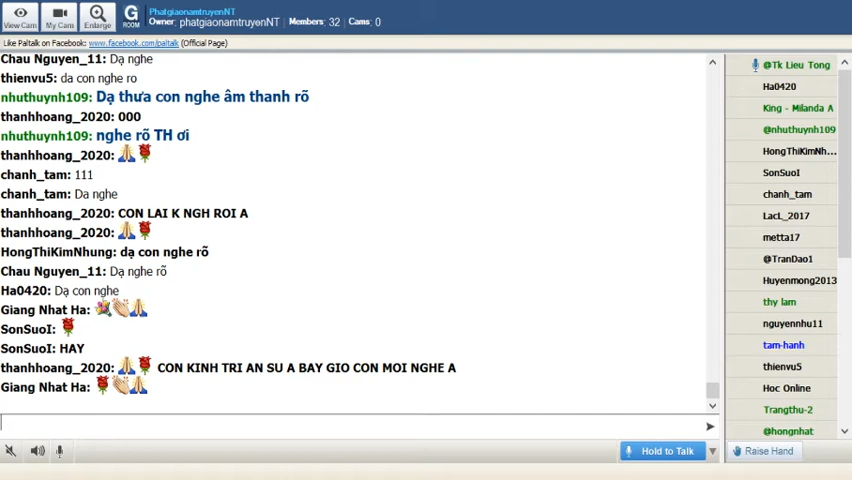 View Cam
My Cam
Enlarge
G
ROOM
PhatgiaonamtruyenNT
Owner: phatgiaonamtruyenNT Members: 32 Cams: 0
Like Paltalk on Facebook: www.facebook.com/paltalk (Official Page)
Chau Nguyen_11: Dạ nghe
thienvu5: da con nghe ro
nhuthuynh109: Dạ thưa con nghe âm thanh rõ
thanhhoang_2020: 000
nhuthuynh109: nghe rõ TH ơi
thanhhoang_2020:
chanh_tam: 111
chanh_tam: Da nghe
thanhhoang_2020: CON LAI K NGH ROI A
thanhhoang_2020:
HongThiKimNhung: dạ con nghe rõ
Chau Nguyen_11: Dạ nghe rõ
Ha0420: Dạ con nghe
Giang Nhat Ha:
SonSuoI:
SonSuoI: HAY
thanhhoang_2020: CON KINH TRI AN SU A BAY GIO CON MOI NGHE A
Giang Nhat Ha:
Hold to Talk
@Tk Lieu Tong
Ha0420
King - Milanda A
@nhuthuynh109
HongThiKimNh...
SonSuoI
chanh_tam
LacL_2017
metta17
@TranDao1
Huyenmong2013
thy lam
nguyennhu11
tam-hanh
thienvu5
Hoc Online
Trangthu-2
@hongnhat
Raise Hand